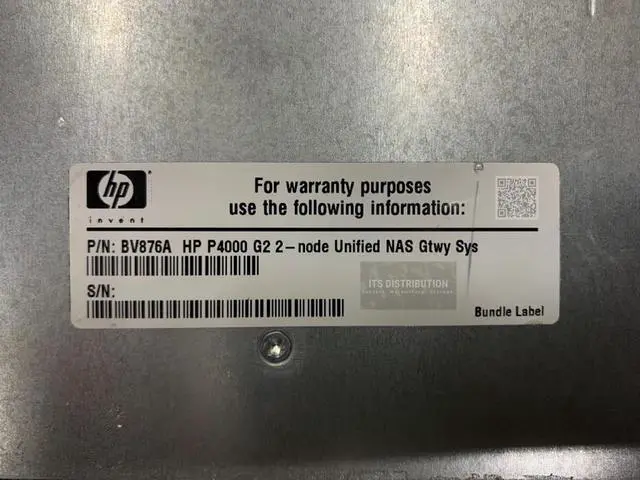 hp
invent
For warranty purposes
use the following information:
P/N: BV876A HP P4000 G2 2-node Unified NAS Gtwy Sys
S/N:
ITS DISTRIBUTION
Bundle Label